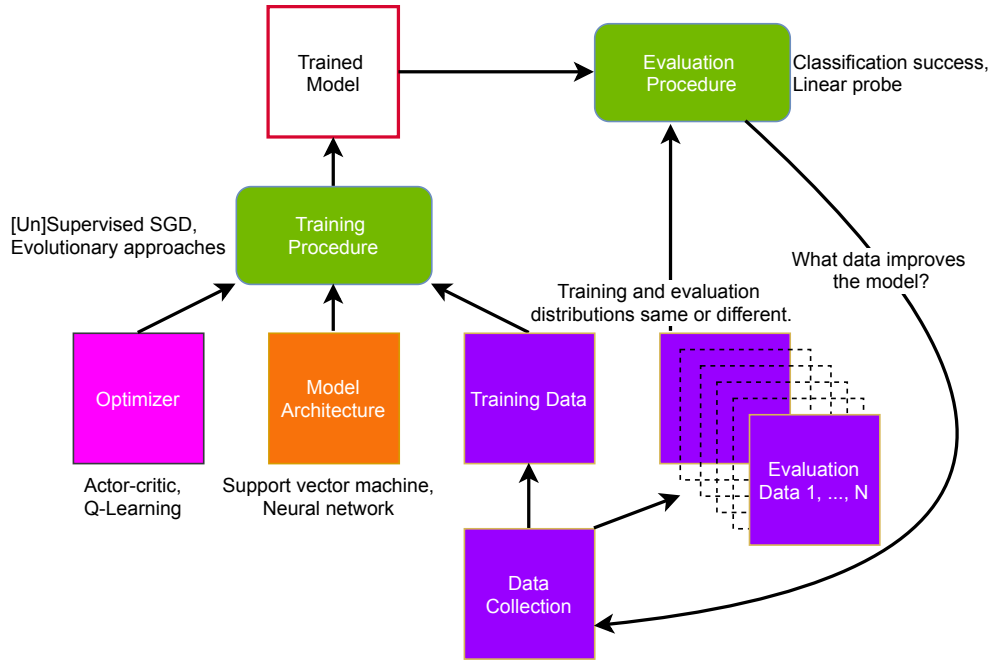 Trained
Model
Evaluation
Procedure
Classification success,
Linear probe
[Un]Supervised SGD,
Evolutionary approaches
Training
Procedure
What data improves
the model?
Training and evaluation
distributions same or different.
Optimizer
Model
Architecture
Training Data
Evaluation
Data 1, ..., N
Actor-critic,
Q-Learning
Support vector machine,
Neural network
Data
Collection